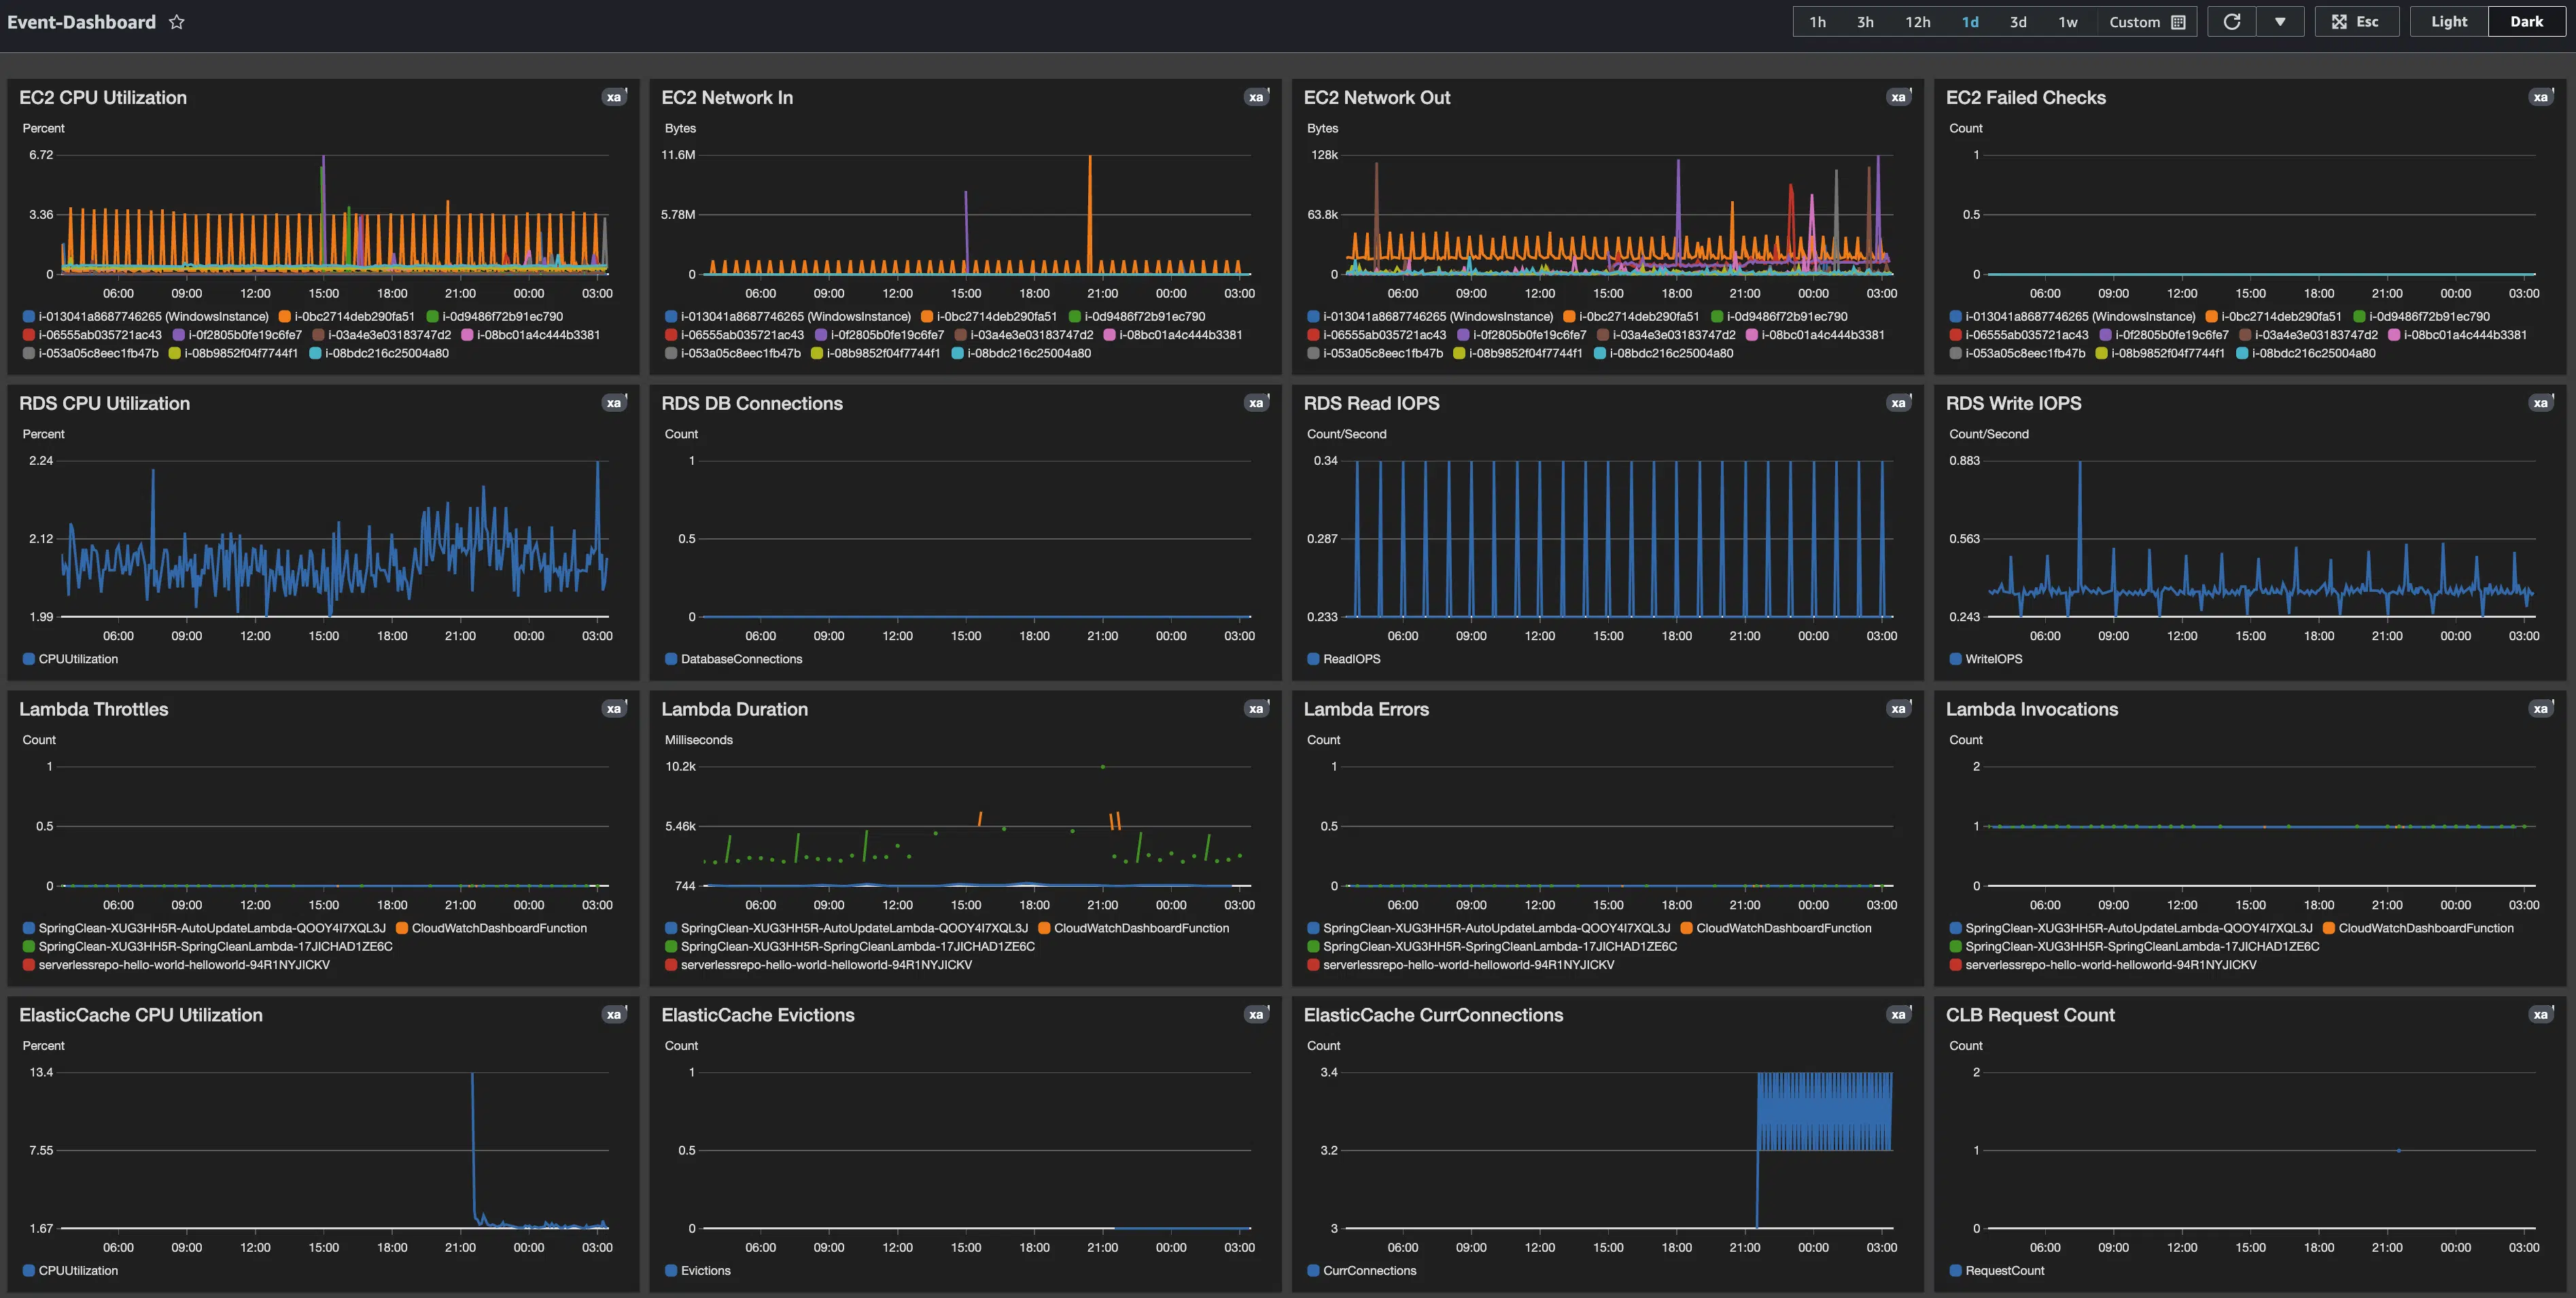 Event-Dashboard
1h 3h 12h 1d 3d 1w Custom Esc Light Dark
EC2 CPU Utilization
xa
Percent
6.72
3.36
0
06:00 09:00 12:00 15:00 18:00 21:00 00:00 03:00
i-013041a8687746265 (WindowsInstance) i-0bc2714deb290fa51 i-0d9486f72b91ec790
i-06555ab035721ac43 i-0f2805b0fe19c6fe7 i-03a4e3e03183747d2 i-08bc01a4c444b3381
i-053a05c8eec1fb47b i-08b9852f04f7744f1 i-08bdc216c25004a80
EC2 Network In
xa
Bytes
11.6M
5.78M
0
06:00 09:00 12:00 15:00 18:00 21:00 00:00 03:00
i-013041a8687746265 (WindowsInstance) i-0bc2714deb290fa51 i-0d9486f72b91ec790
i-06555ab035721ac43 i-0f2805b0fe19c6fe7 i-03a4e3e03183747d2 i-08bc01a4c444b3381
i-053a05c8eec1fb47b i-08b9852f04f7744f1 i-08bdc216c25004a80
EC2 Network Out
xa
Bytes
128k
63.8k
0
06:00 09:00 12:00 15:00 18:00 21:00 00:00 03:00
i-013041a8687746265 (WindowsInstance) i-0bc2714deb290fa51 i-0d9486f72b91ec790
i-06555ab035721ac43 i-0f2805b0fe19c6fe7 i-03a4e3e03183747d2 i-08bc01a4c444b3381
i-053a05c8eec1fb47b i-08b9852f04f7744f1 i-08bdc216c25004a80
EC2 Failed Checks
xa
Count
1
0.5
0
06:00 09:00 12:00 15:00 18:00 21:00 00:00 03:00
i-013041a8687746265 (WindowsInstance) i-0bc2714deb290fa51 i-0d9486f72b91ec790
i-06555ab035721ac43 i-0f2805b0fe19c6fe7 i-03a4e3e03183747d2 i-08bc01a4c444b3381
i-053a05c8eec1fb47b i-08b9852f04f7744f1 i-08bdc216c25004a80
RDS CPU Utilization
xa
Percent
2.24
2.12
1.99
06:00 09:00 12:00 15:00 18:00 21:00 00:00 03:00
CPUUtilization
RDS DB Connections
xa
Count
1
0.5
0
06:00 09:00 12:00 15:00 18:00 21:00 00:00 03:00
DatabaseConnections
RDS Read IOPS
xa
Count/Second
0.34
0.287
0.233
06:00 09:00 12:00 15:00 18:00 21:00 00:00 03:00
ReadIOPS
RDS Write IOPS
xa
Count/Second
0.883
0.563
0.243
06:00 09:00 12:00 15:00 18:00 21:00 00:00 03:00
WriteIOPS
Lambda Throttles
xa
Count
1
0.5
0
06:00 09:00 12:00 15:00 18:00 21:00 00:00 03:00
SpringClean-XUG3HH5R-AutoUpdateLambda-QOOY4I7XQL3J CloudWatchDashboardFunction
SpringClean-XUG3HH5R-SpringCleanLambda-17JICHAD1ZE6C
serverlessrepo-hello-world-helloworld-94R1NYJICKV
Lambda Duration
xa
Milliseconds
10.2k
5.46k
744
06:00 09:00 12:00 15:00 18:00 21:00 00:00 03:00
SpringClean-XUG3HH5R-AutoUpdateLambda-QOOY4I7XQL3J CloudWatchDashboardFunction
SpringClean-XUG3HH5R-SpringCleanLambda-17JICHAD1ZE6C
serverlessrepo-hello-world-helloworld-94R1NYJICKV
Lambda Errors
xa
Count
1
0.5
0
06:00 09:00 12:00 15:00 18:00 21:00 00:00 03:00
SpringClean-XUG3HH5R-AutoUpdateLambda-QOOY4I7XQL3J CloudWatchDashboardFunction
SpringClean-XUG3HH5R-SpringCleanLambda-17JICHAD1ZE6C
serverlessrepo-hello-world-helloworld-94R1NYJICKV
Lambda Invocations
xa
Count
2
1
0
06:00 09:00 12:00 15:00 18:00 21:00 00:00 03:00
SpringClean-XUG3HH5R-AutoUpdateLambda-QOOY4I7XQL3J CloudWatchDashboardFunction
SpringClean-XUG3HH5R-SpringCleanLambda-17JICHAD1ZE6C
serverlessrepo-hello-world-helloworld-94R1NYJICKV
ElasticCache CPU Utilization
xa
Percent
13.4
7.55
1.67
06:00 09:00 12:00 15:00 18:00 21:00 00:00 03:00
CPUUtilization
ElasticCache Evictions
xa
Count
1
0.5
0
06:00 09:00 12:00 15:00 18:00 21:00 00:00 03:00
Evictions
ElasticCache CurrConnections
xa
Count
3.4
3.2
3
06:00 09:00 12:00 15:00 18:00 21:00 00:00 03:00
CurrConnections
CLB Request Count
xa
Count
2
1
0
06:00 09:00 12:00 15:00 18:00 21:00 00:00 03:00
RequestCount